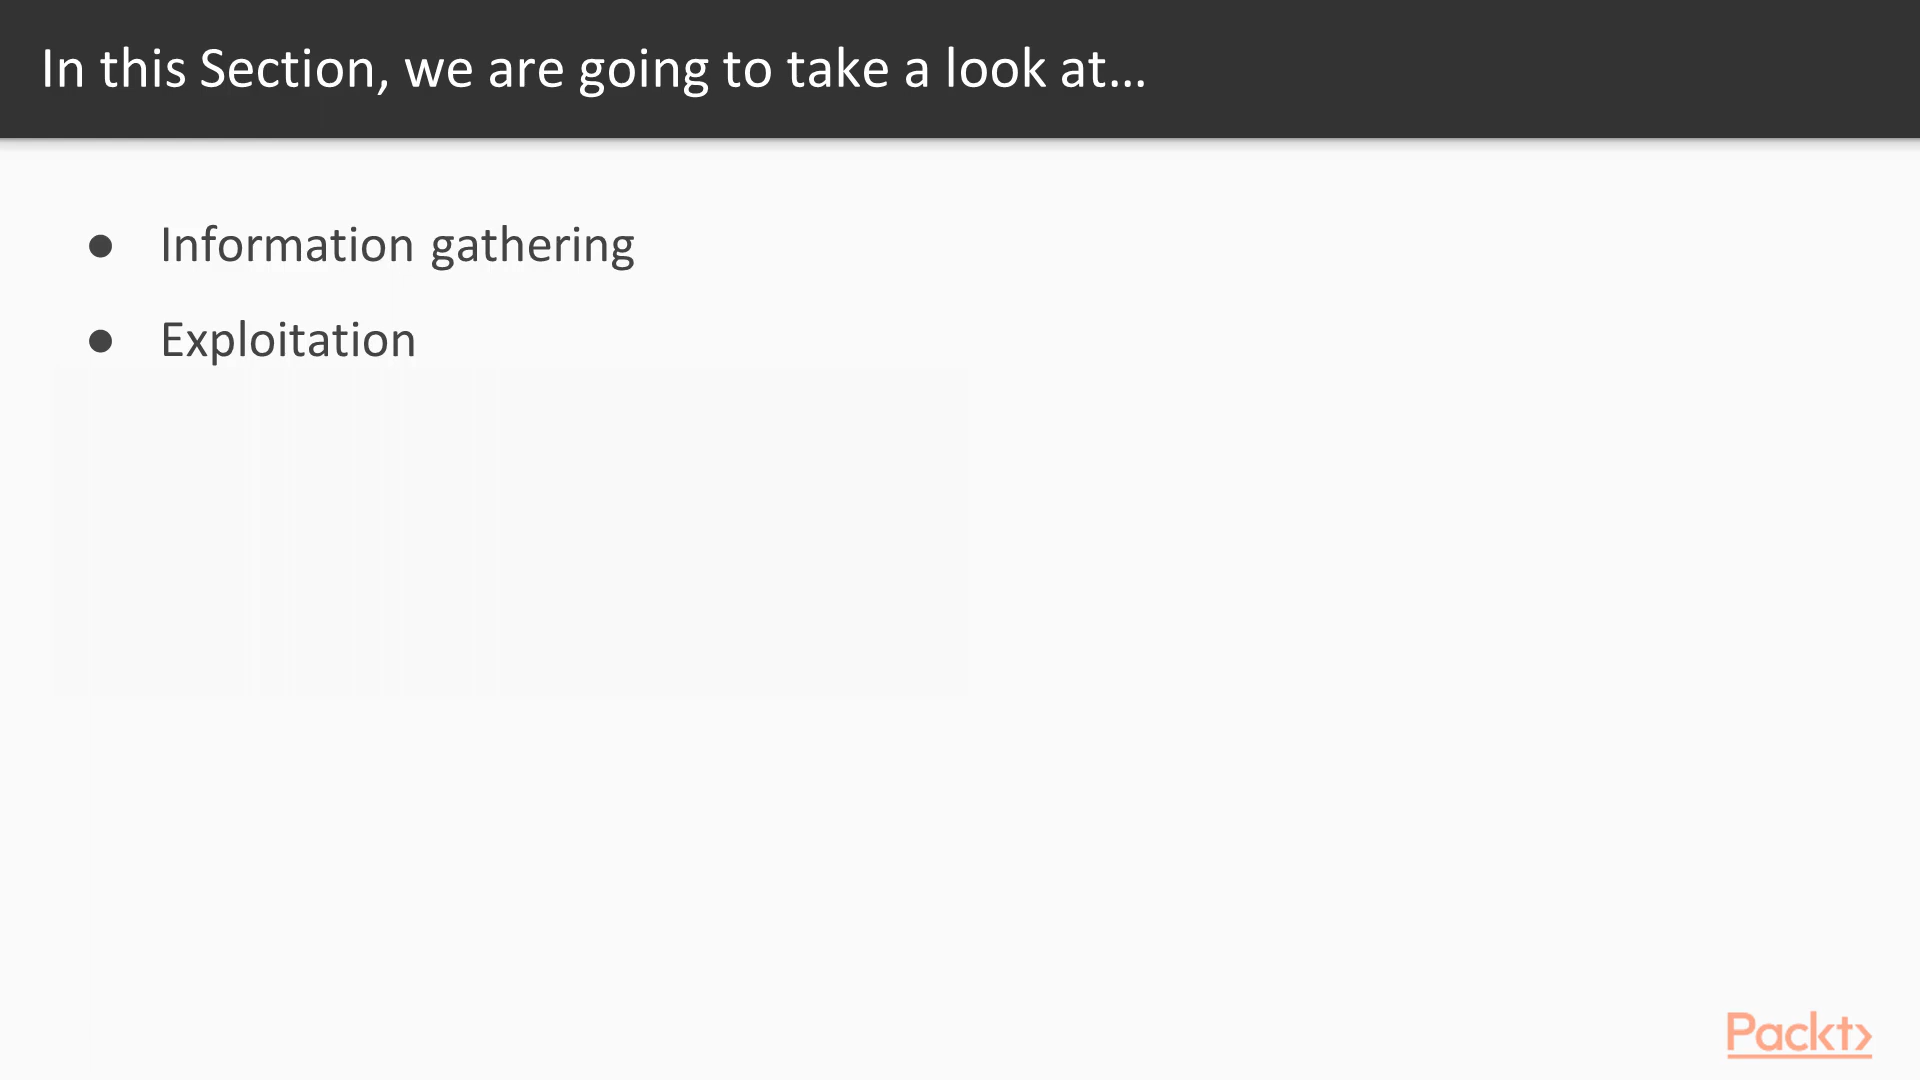 In this Section, we are going to take a look at...
● Information gathering
● Exploitation
Packt>